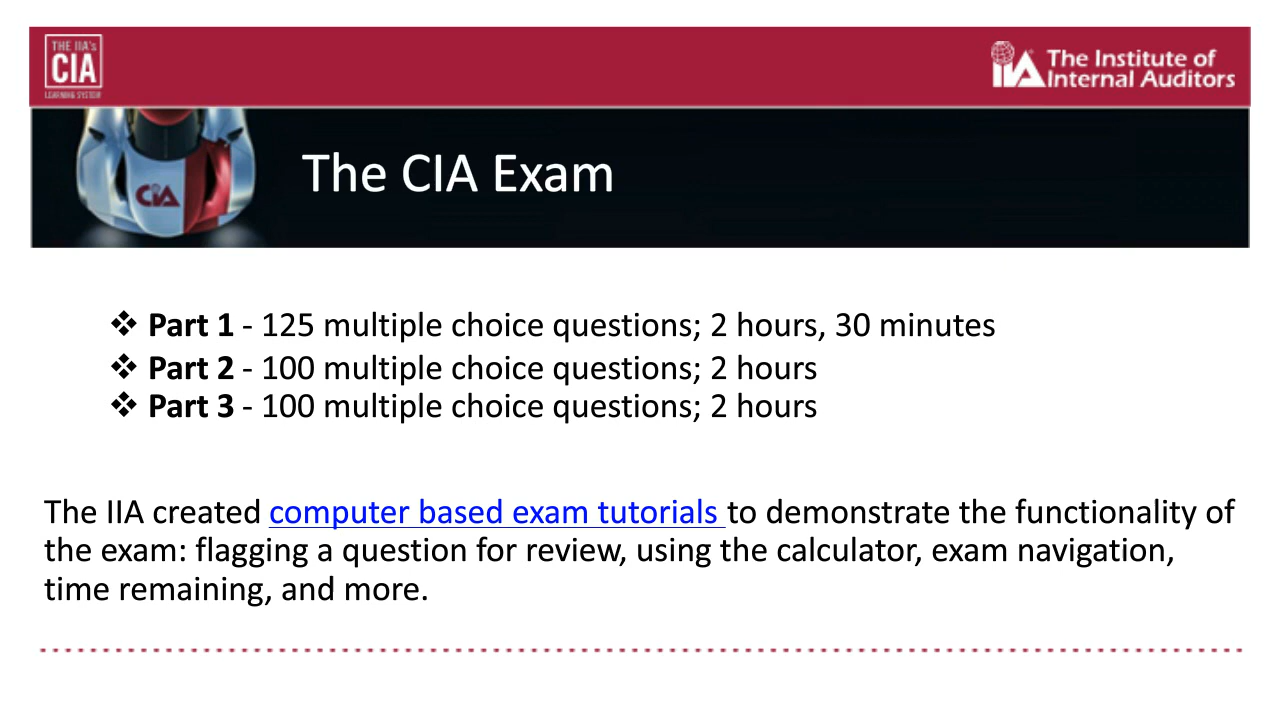 THE IIA's
CIA
LEARNING SYSTEM
IIA The Institute of
Internal Auditors
CIA
The CIA Exam
❖ Part 1 - 125 multiple choice questions; 2 hours, 30 minutes
❖ Part 2 - 100 multiple choice questions; 2 hours
❖ Part 3 - 100 multiple choice questions; 2 hours
The IIA created computer based exam tutorials to demonstrate the functionality of
the exam: flagging a question for review, using the calculator, exam navigation,
time remaining, and more.